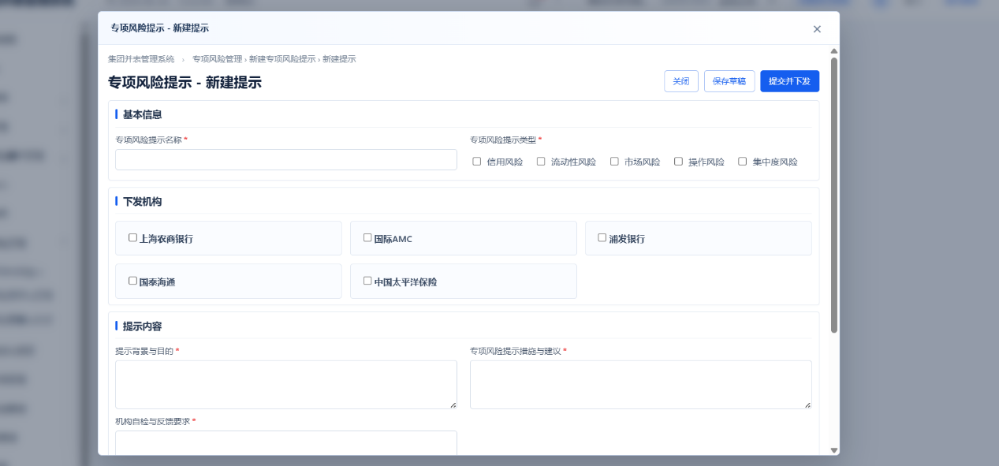 专项风险提示 - 新建提示
集团并表管理系统 › 专项风险管理 › 新建专项风险提示 › 新建提示
专项风险提示 - 新建提示
关闭 保存草稿 提交并下发
基本信息
专项风险提示名称 * 专项风险提示类型 *
信用风险 流动性风险 市场风险 操作风险 集中度风险
下发机构
上海农商银行 国际AMC 浦发银行
国泰海通 中国太平洋保险
提示内容
提示背景与目的 * 专项风险提示措施与建议 *
机构自检与反馈要求 *